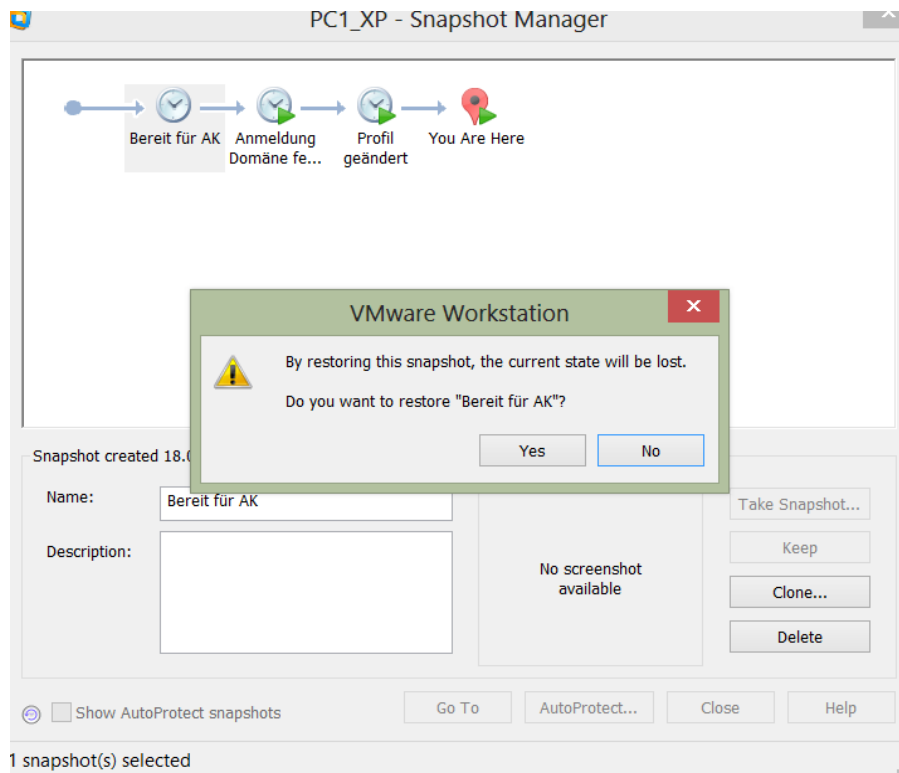 PC1_XP - Snapshot Manager
Bereit für AK
Anmeldung
Domäne fe...
Profil
geändert
You Are Here
VMware Workstation
By restoring this snapshot, the current state will be lost.
Do you want to restore "Bereit für AK"?
Yes
No
Snapshot created 18.
Name:
Bereit für AK
Description:
No screenshot
available
Take Snapshot...
Keep
Clone...
Delete
Show AutoProtect snapshots
Go To
AutoProtect...
Close
Help
1 snapshot(s) selected